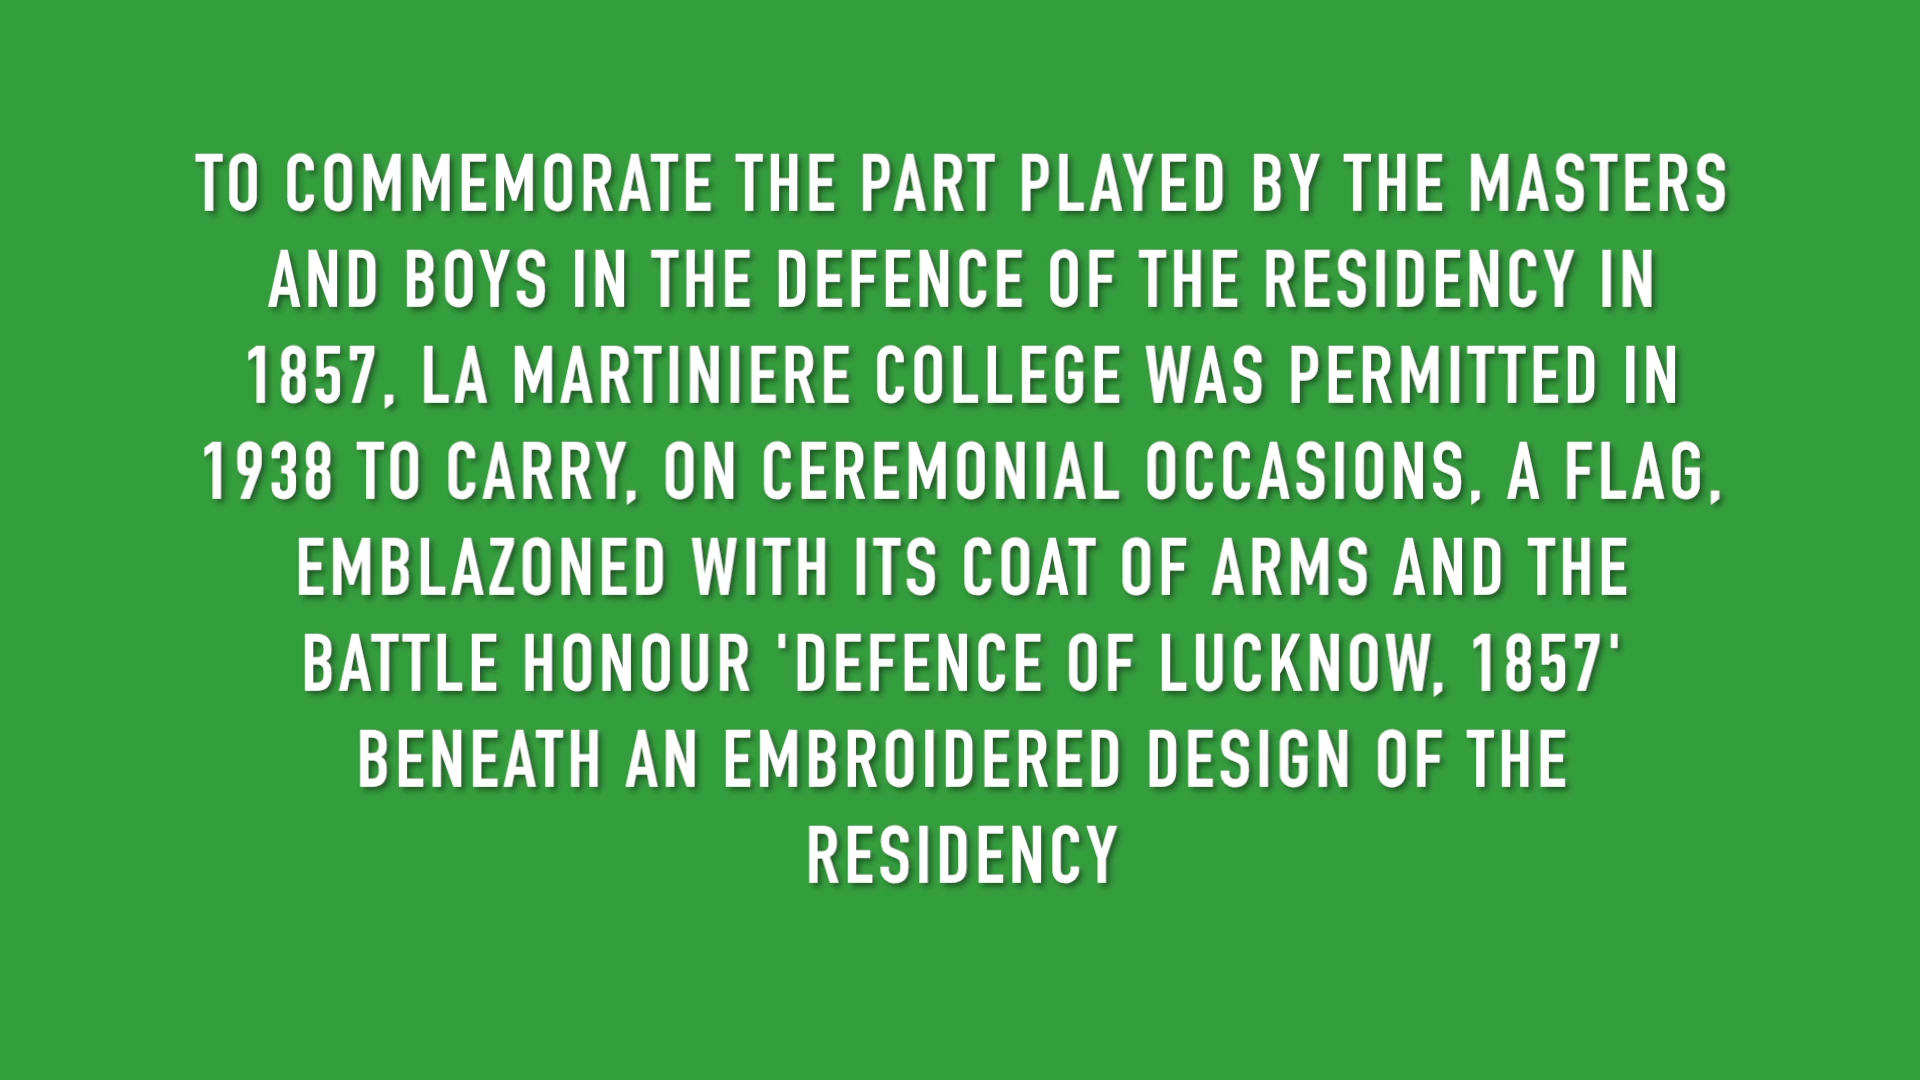 TO COMMEMORATE THE PART PLAYED BY THE MASTERS
AND BOYS IN THE DEFENCE OF THE RESIDENCY IN
1857, LA MARTINIERE COLLEGE WAS PERMITTED IN
1938 TO CARRY, ON CEREMONIAL OCCASIONS, A FLAG,
EMBLAZONED WITH ITS COAT OF ARMS AND THE
BATTLE HONOUR 'DEFENCE OF LUCKNOW, 1857'
BENEATH AN EMBROIDERED DESIGN OF THE
RESIDENCY